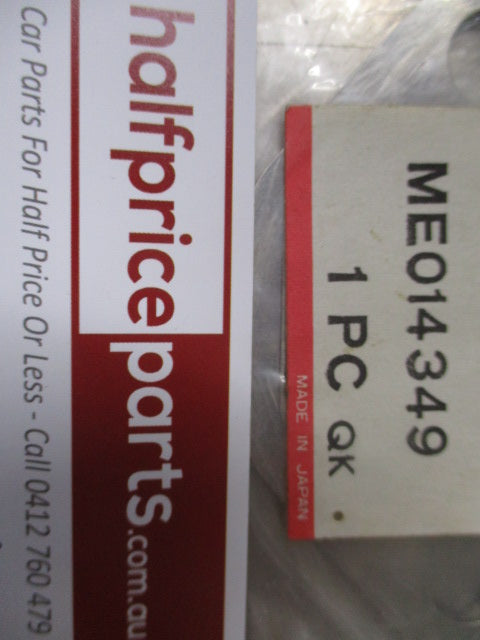 ME014349
1 PC QK
MADE IN JAPAN
halfpriceparts.com.au
Car Parts For Half Price Or Less - Call 0412 760 479